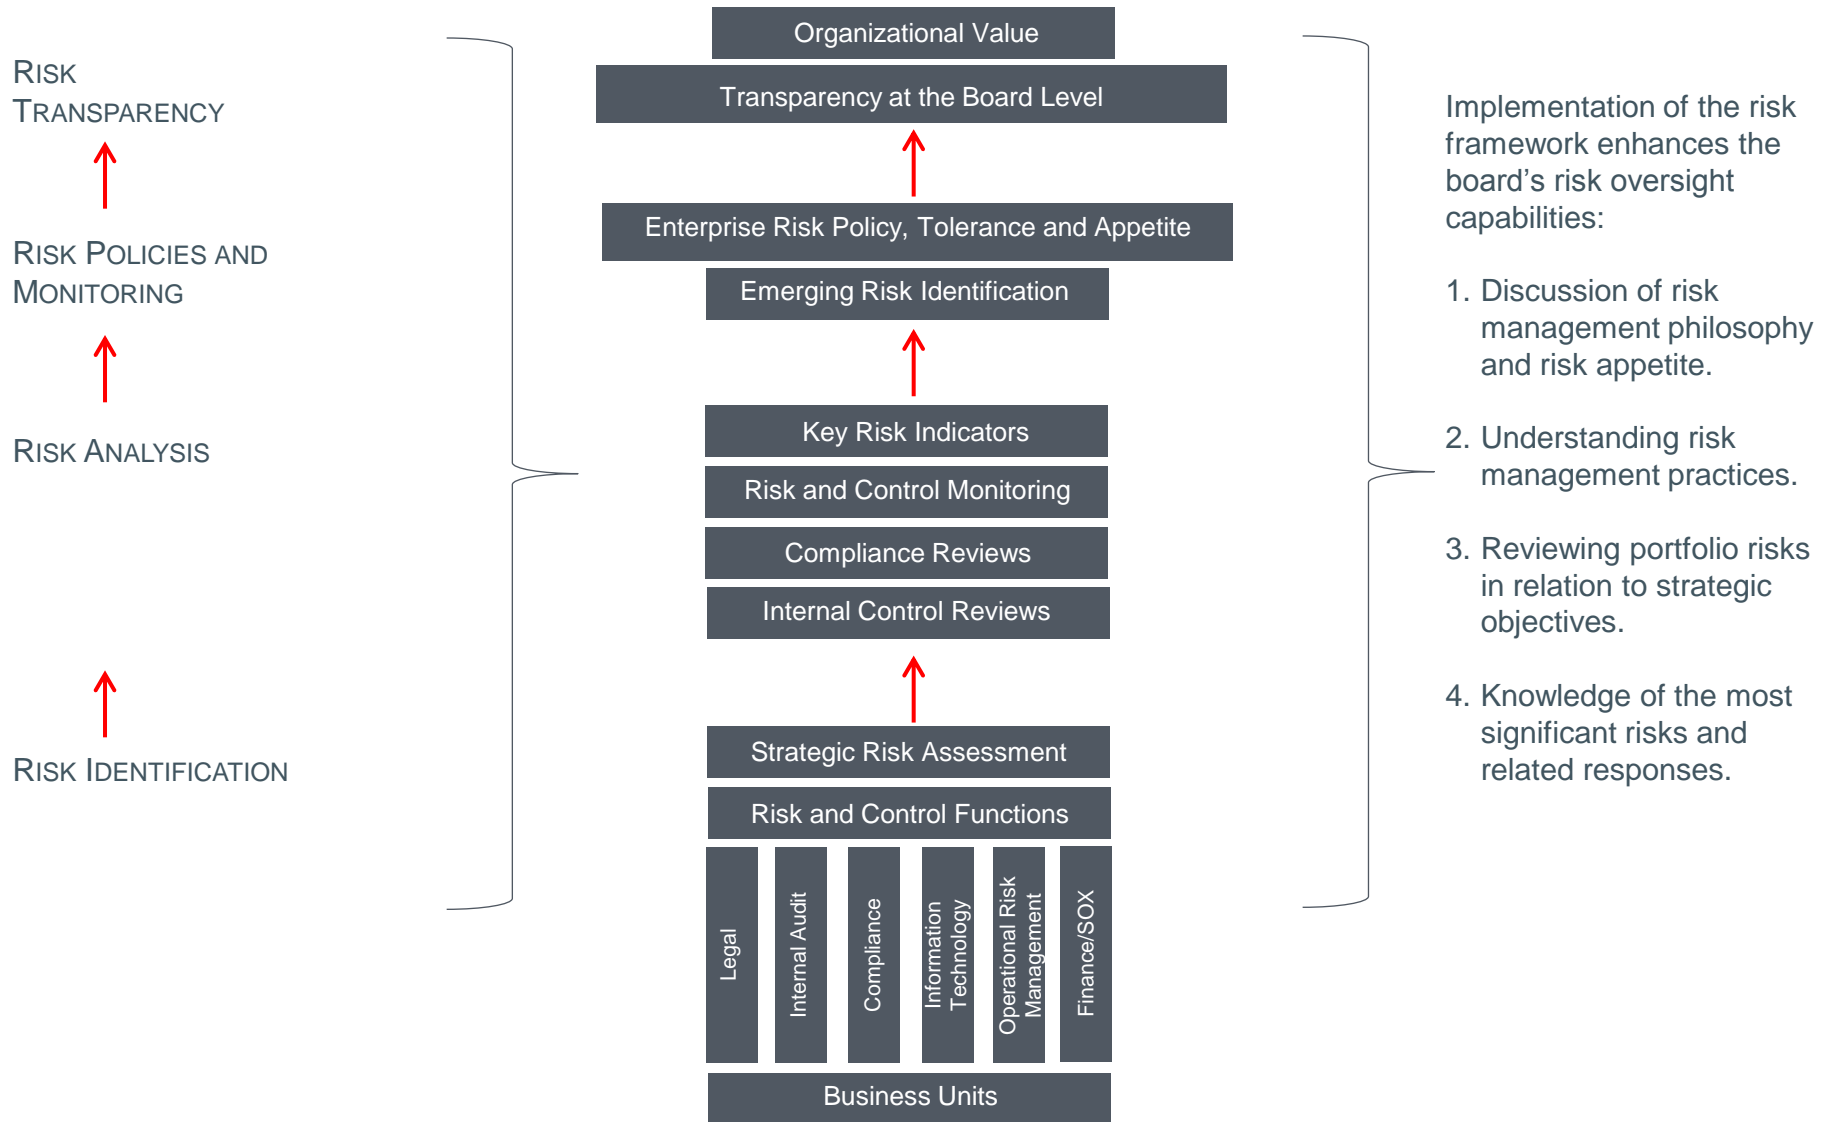 RISK
TRANSPARENCY
RISK POLICIES AND
MONITORING
RISK ANALYSIS
RISK IDENTIFICATION
Organizational Value
Transparency at the Board Level
Enterprise Risk Policy, Tolerance and Appetite
Emerging Risk Identification
Key Risk Indicators
Risk and Control Monitoring
Compliance Reviews
Internal Control Reviews
Strategic Risk Assessment
Risk and Control Functions
Legal
Internal Audit
Compliance
Information
Technology
Operational Risk
Management
Finance/SOX
Business Units
Implementation of the risk
framework enhances the
board’s risk oversight
capabilities:
1. Discussion of risk
management philosophy
and risk appetite.
2. Understanding risk
management practices.
3. Reviewing portfolio risks
in relation to strategic
objectives.
4. Knowledge of the most
significant risks and
related responses.